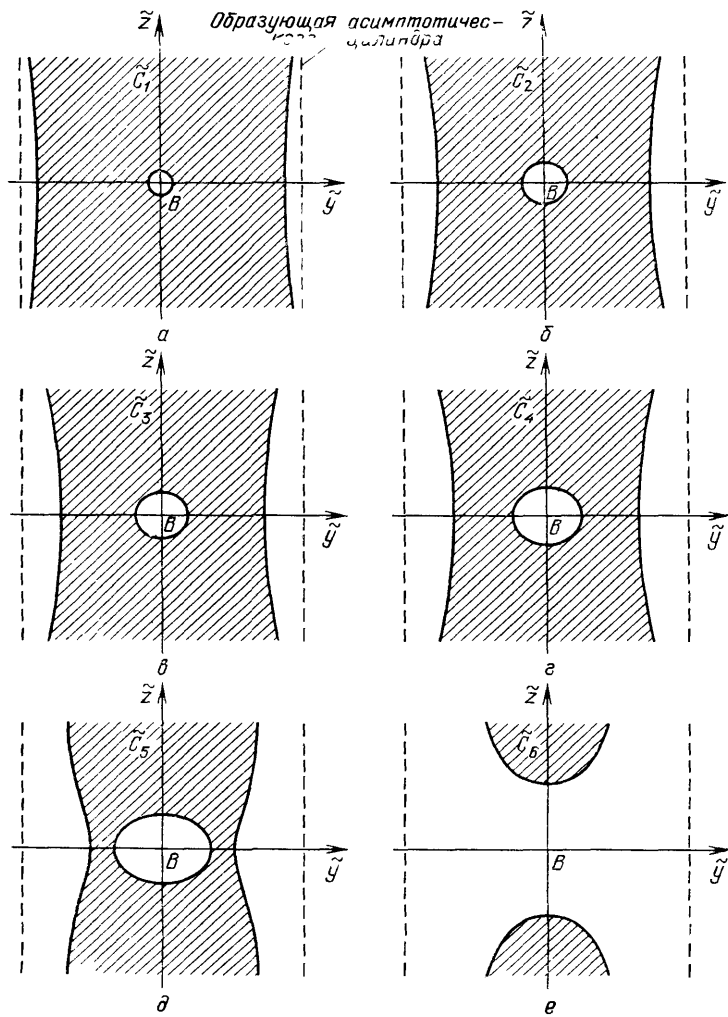 z̃ Образующая асимптотичес- z̃
цилиндра
C̃₁ C̃₂
B ỹ B ỹ
а б
z̃ z̃
C̃₃ C̃₄
B ỹ B ỹ
в г
z̃ z̃
C̃₅ C̃₆
B ỹ B ỹ
д е